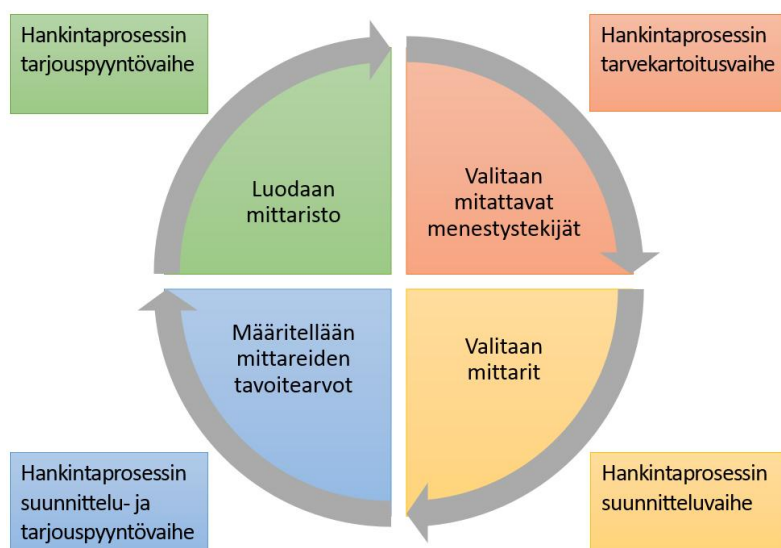 Hankintaprosessin
tarjouspyyntövaihe
Hankintaprosessin
tarvekartoitusvaihe
Luodaan
mittaristo
Valitaan
mitattavat
menestystekijät
Määritellään
mittareiden
tavoitearvot
Valitaan
mittarit
Hankintaprosessin
suunnittelu- ja
tarjouspyyntövaihe
Hankintaprosessin
suunnitteluvaihe